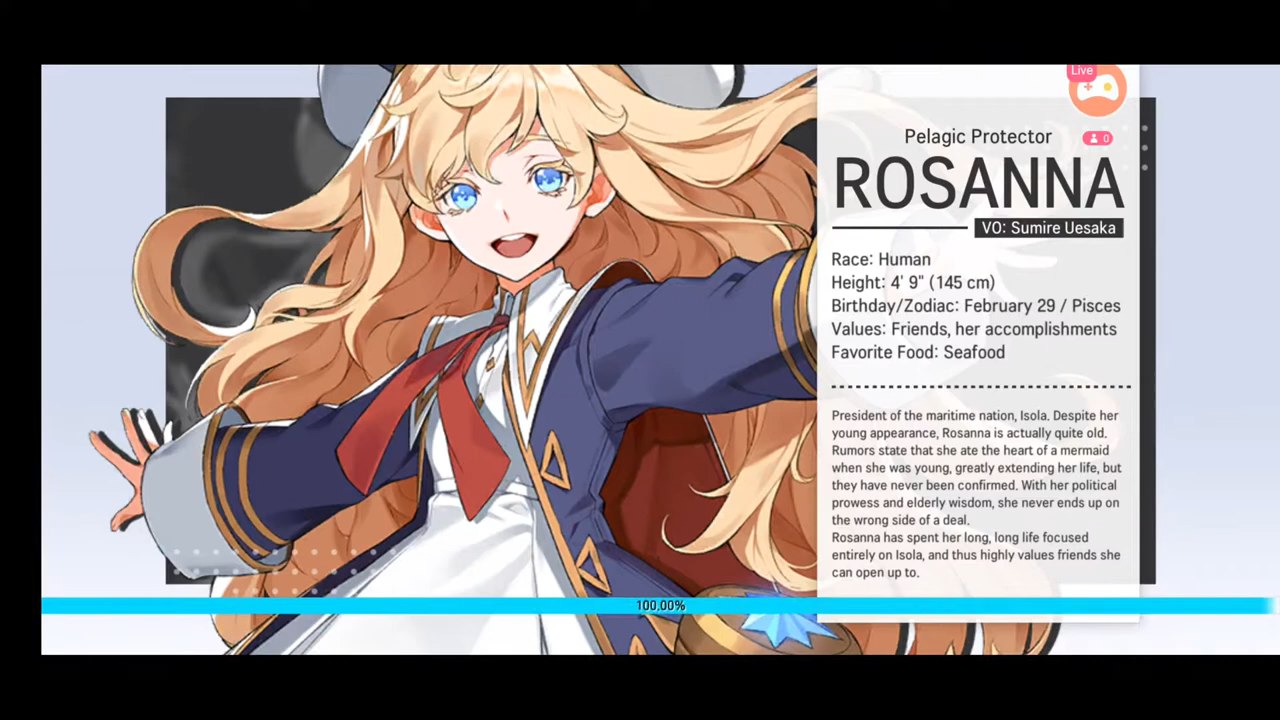 Live
Pelagic Protector
0
ROSANNA
VO: Sumire Uesaka
Race: Human
Height: 4' 9" (145 cm)
Birthday/Zodiac: February 29 / Pisces
Values: Friends, her accomplishments
Favorite Food: Seafood
President of the maritime nation, Isola. Despite her
young appearance, Rosanna is actually quite old.
Rumors state that she ate the heart of a mermaid
when she was young, greatly extending her life, but
they have never been confirmed. With her political
prowess and elderly wisdom, she never ends up on
the wrong side of a deal.
Rosanna has spent her long, long life focused
entirely on Isola, and thus highly values friends she
can open up to.
100,00%